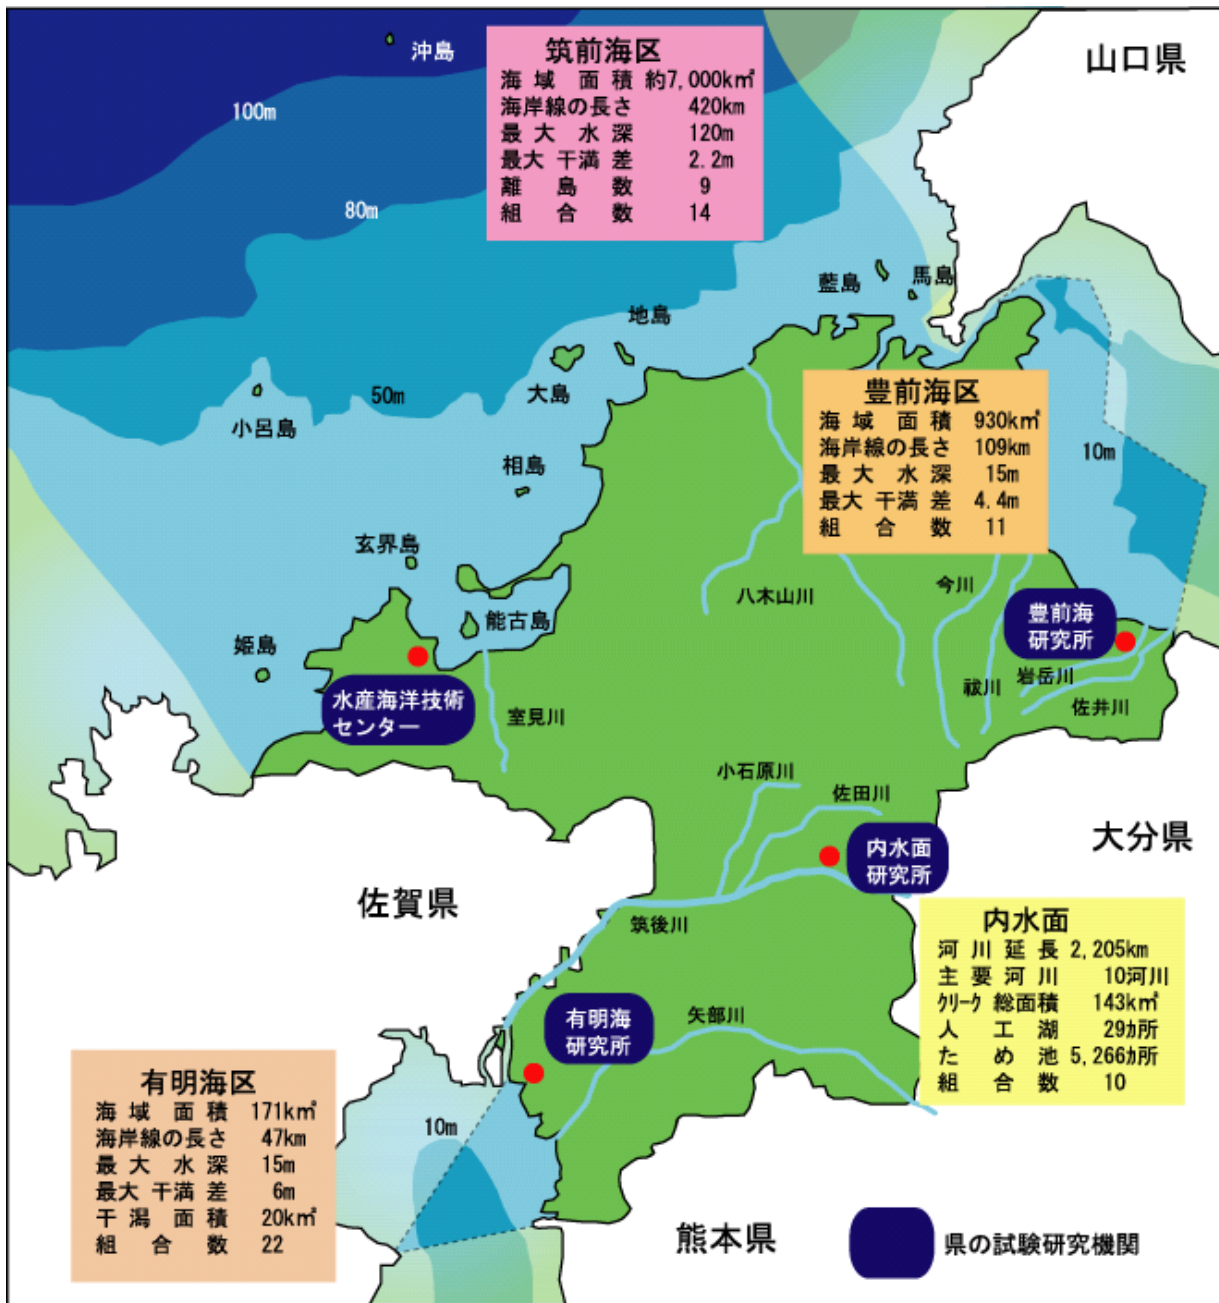 沖島
100m
80m
50m
筑前海区
海域面積 約7,000k㎡
海岸線の長さ 420km
最大水深 120m
最大干満差 2.2m
離島数 9
組合数 14
山口県
藍島
馬島
地島
大島
小呂島
相島
玄界島
能古島
姫島
豊前海区
海域面積 930k㎡
海岸線の長さ 109km
最大水深 15m
最大干満差 4.4m
組合数 11
10m
八木山川
今川
豊前海
研究所
祓川
岩岳川
佐井川
水産海洋技術
センター
室見川
小石原川
佐田川
内水面
研究所
大分県
佐賀県
筑後川
内水面
河川延長 2,205km
主要河川 10河川
ｸﾘｰｸ 総面積 143k㎡
人工湖 29ｶ所
ため池 5,266ｶ所
組合数 10
有明海
研究所
矢部川
有明海区
海域面積 171k㎡
海岸線の長さ 47km
最大水深 15m
最大干満差 6m
干潟面積 20k㎡
組合数 22
10m
熊本県
県の試験研究機関